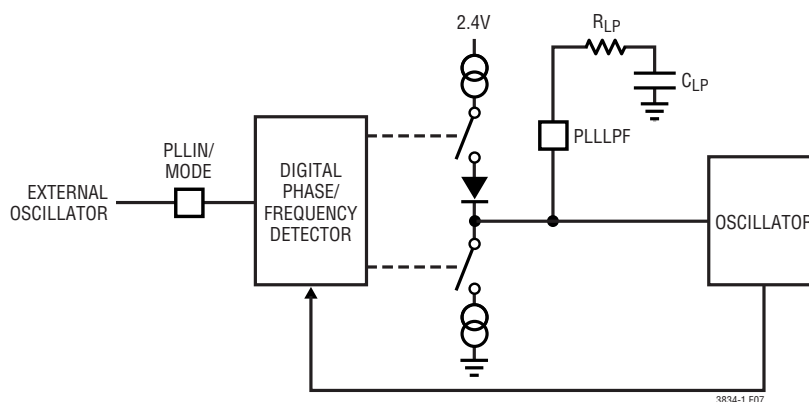 2.4V
RLP
CLP
PLLLPF
PLLIN/
MODE
EXTERNAL
OSCILLATOR
DIGITAL
PHASE/
FREQUENCY
DETECTOR
OSCILLATOR
3834-1 F07